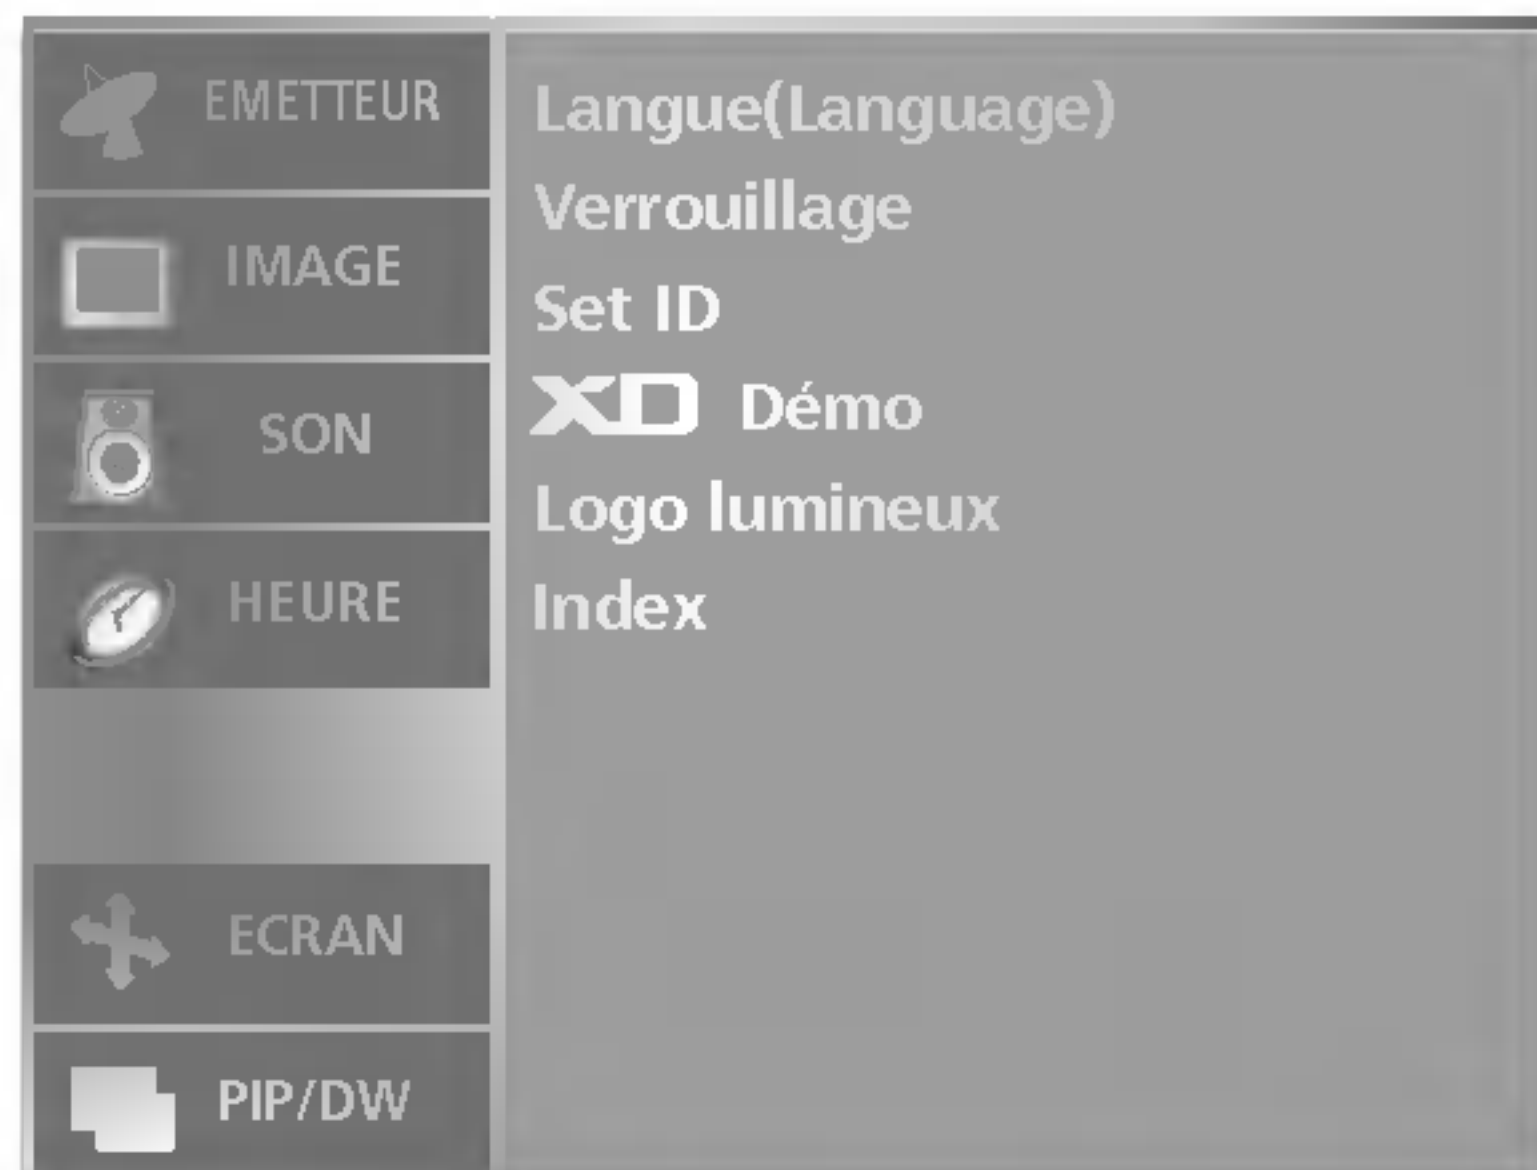 EMETTEUR
IMAGE
SON
HEURE
ECRAN
PIP/DW
Langue(Language)
Verrouillage
Set ID
XD Démo
Logo lumineux
Index